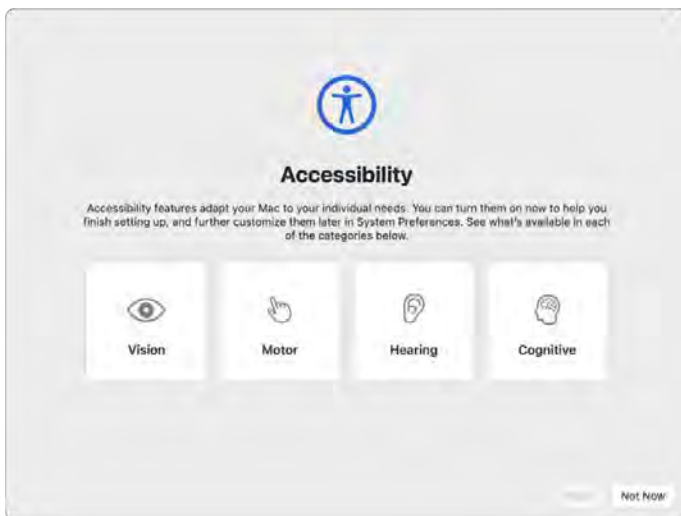 Accessibility
Accessibility features adapt your Mac to your individual needs. You can turn them on now to help you
finish setting up, and further customize them later in System Preferences. See what's available in each
of the categories below.
Vision
Motor
Hearing
Cognitive
Not Now